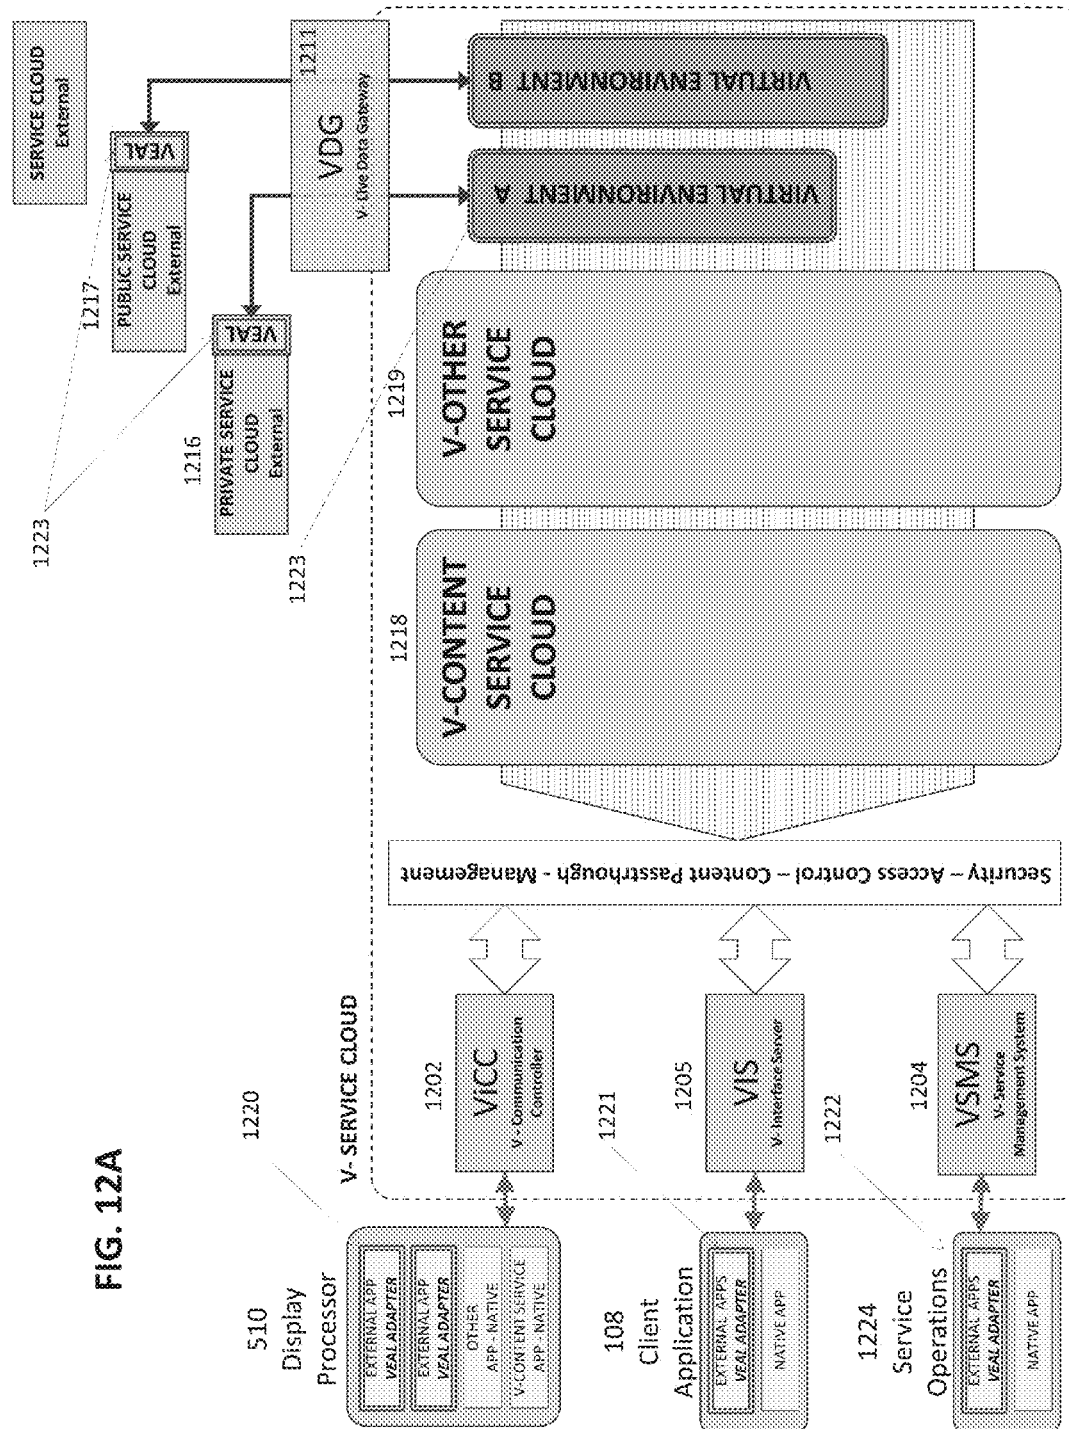 FIG. 12A
510
Display
Processor
EXTERNAL APP
VEAL ADAPTER
EXTERNAL APP
VEAL ADAPTER
OTHER
APP - NATIVE
V-CONTENT SERVICE
APP - NATIVE
1220
108
Client
Application
EXTERNAL APPS
VEAL ADAPTER
NATIVE APP
1221
1224
Service
Operations
EXTERNAL APPS
VEAL ADAPTER
NATIVE APP
1222
V- SERVICE CLOUD
1202
VICC
V - Communication
Controller
1205
VIS
V- Interface Server
1204
VSMS
V- Service
Management System
Security – Access Control – Content Passtrhough - Management
1218
V-CONTENT
SERVICE
CLOUD
1219
V-OTHER
SERVICE
CLOUD
1223
VIRTUAL ENVIRONMENT A
VIRTUAL ENVIRONMENT B
1211
VDG
V- Live Data Gateway
1223
1216
PRIVATE SERVICE
CLOUD
External
VEAL
1217
PUBLIC SERVICE
CLOUD
External
VEAL
SERVICE CLOUD
External